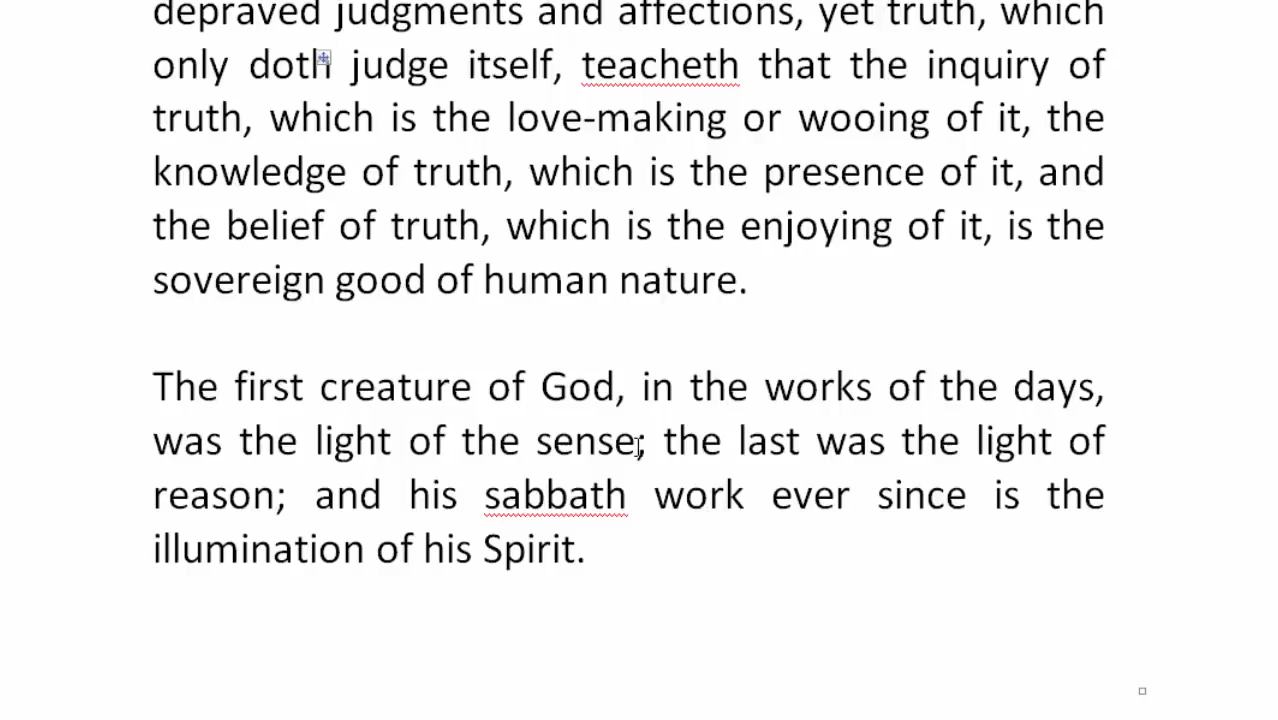 depraved judgments and affections, yet truth, which
only doth judge itself, teacheth that the inquiry of
truth, which is the love-making or wooing of it, the
knowledge of truth, which is the presence of it, and
the belief of truth, which is the enjoying of it, is the
sovereign good of human nature.
The first creature of God, in the works of the days,
was the light of the sense; the last was the light of
reason; and his sabbath work ever since is the
illumination of his Spirit.